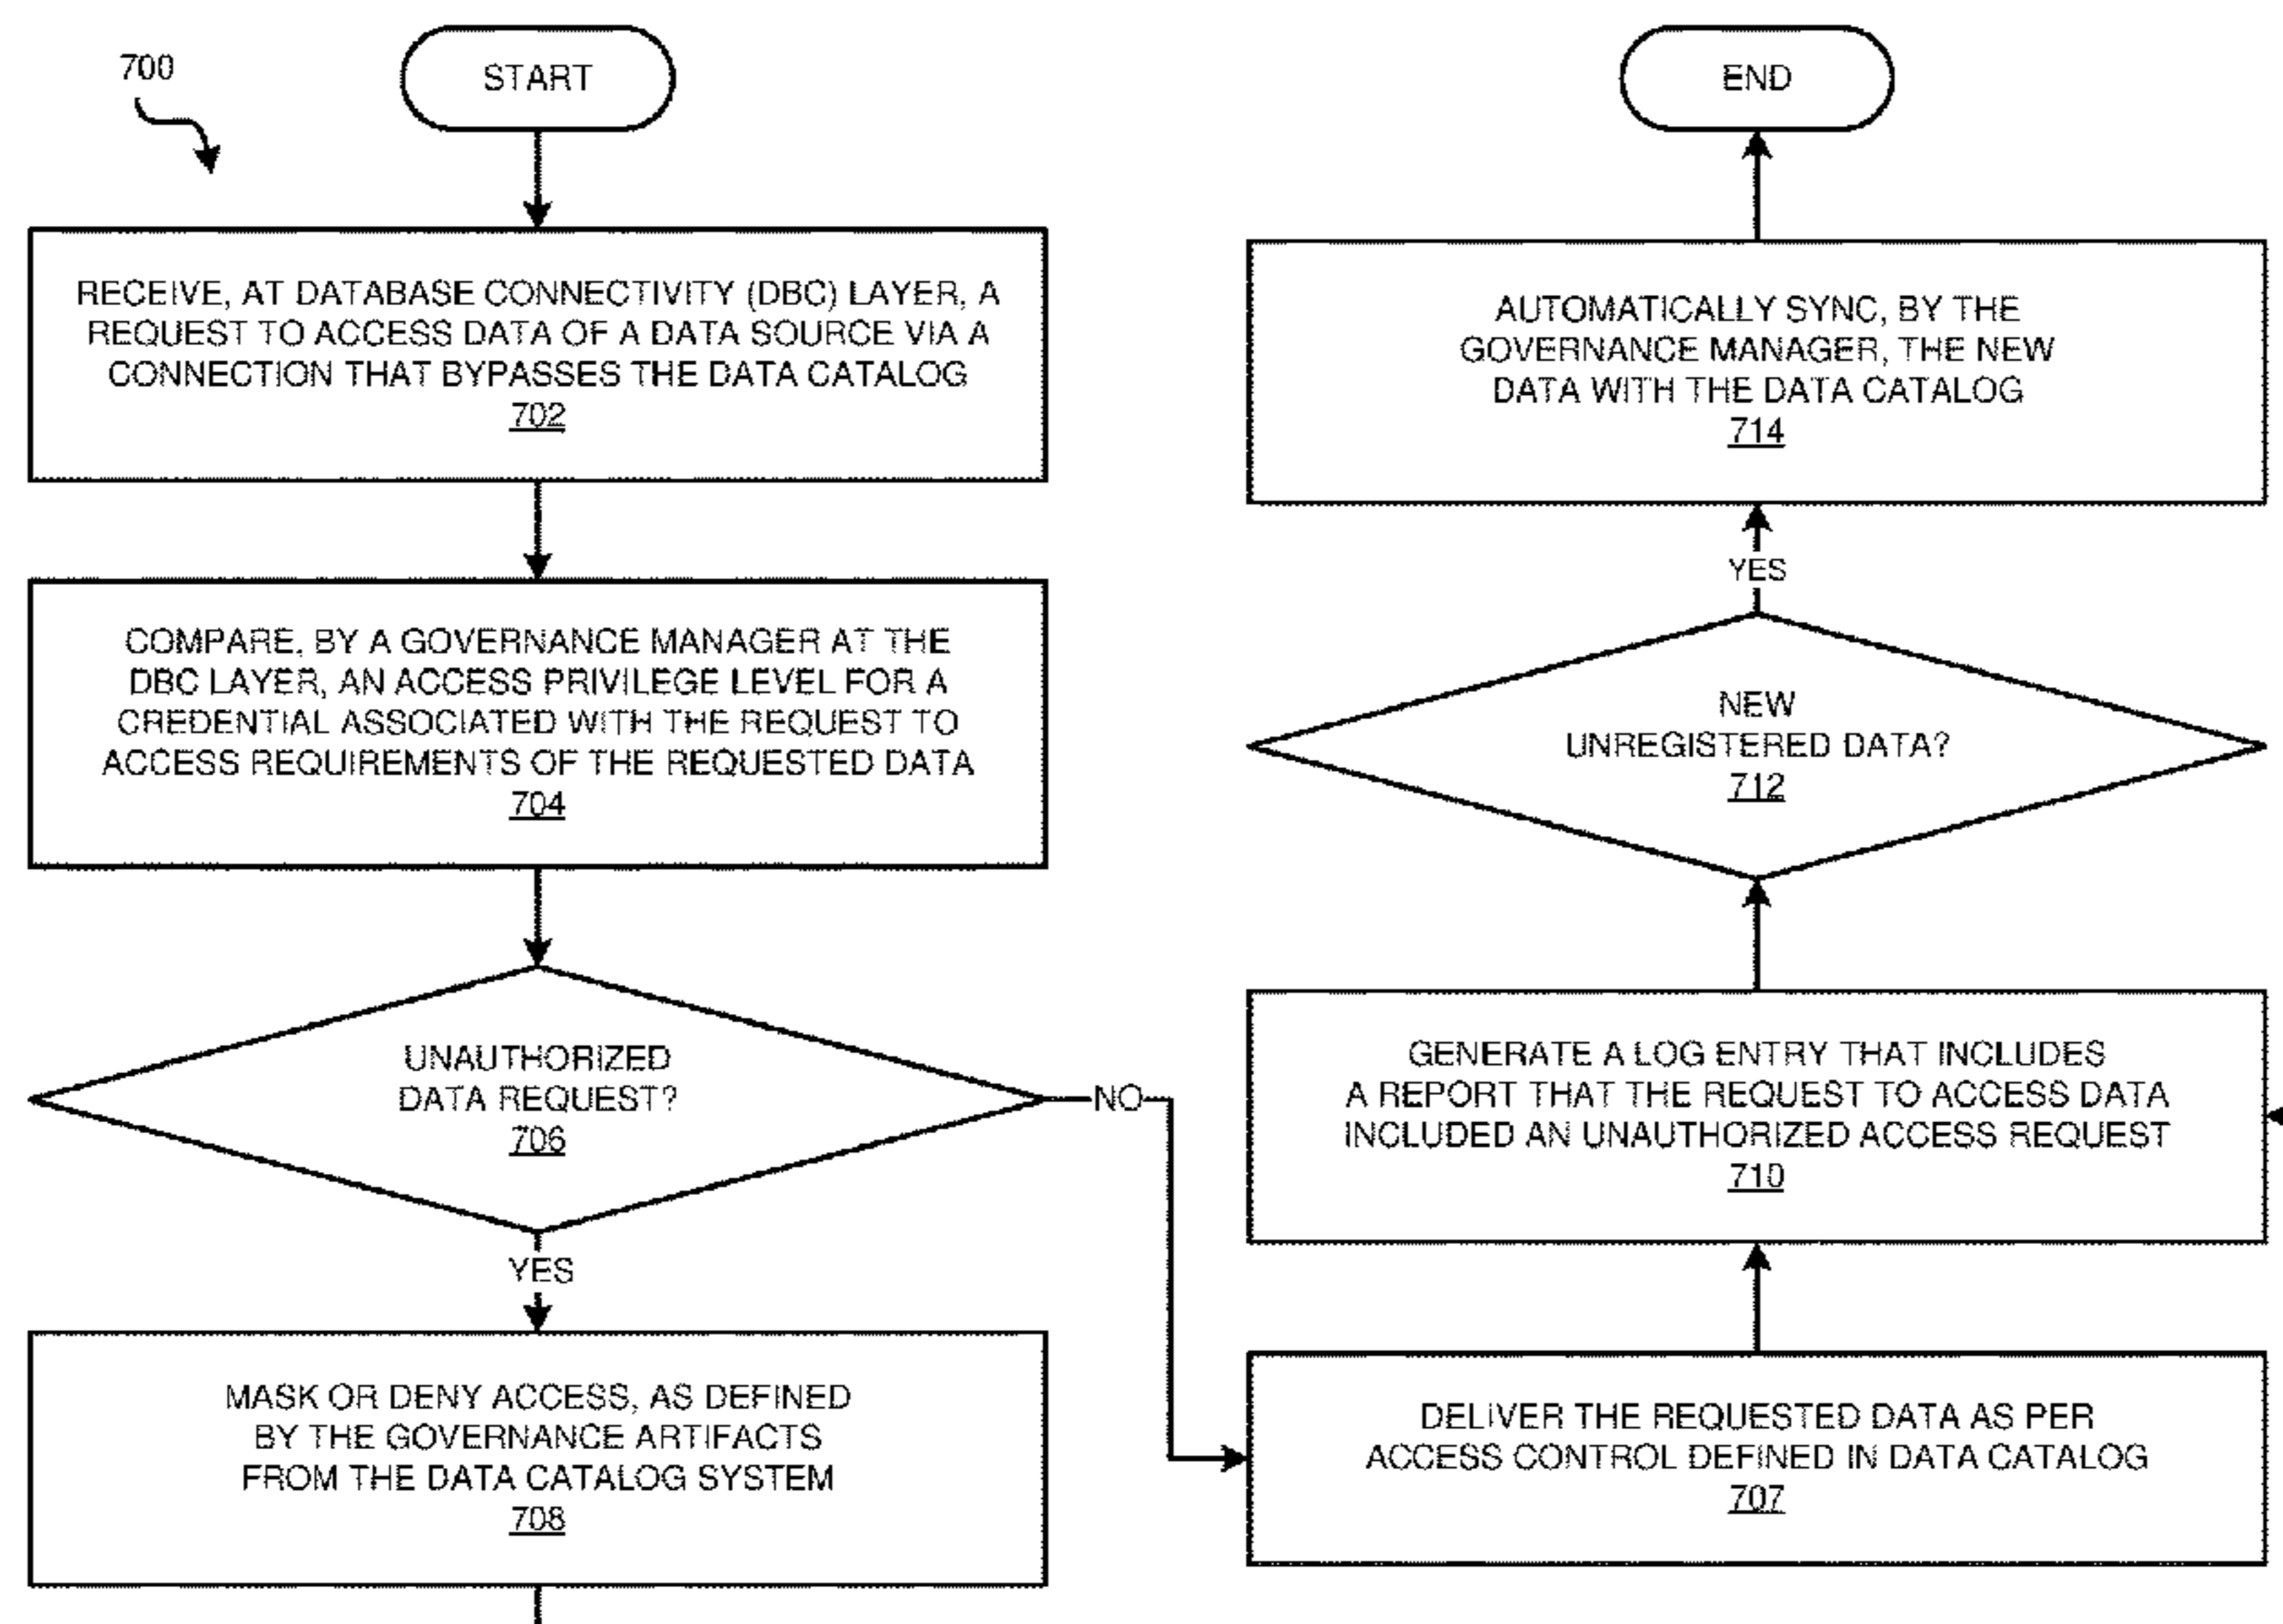 700
START
RECEIVE, AT DATABASE CONNECTIVITY (DBC) LAYER, A
REQUEST TO ACCESS DATA OF A DATA SOURCE VIA A
CONNECTION THAT BYPASSES THE DATA CATALOG
702
COMPARE, BY A GOVERNANCE MANAGER AT THE
DBC LAYER, AN ACCESS PRIVILEGE LEVEL FOR A
CREDENTIAL ASSOCIATED WITH THE REQUEST TO
ACCESS REQUIREMENTS OF THE REQUESTED DATA
704
UNAUTHORIZED
DATA REQUEST?
706
NO
YES
MASK OR DENY ACCESS, AS DEFINED
BY THE GOVERNANCE ARTIFACTS
FROM THE DATA CATALOG SYSTEM
708
END
AUTOMATICALLY SYNC, BY THE
GOVERNANCE MANAGER, THE NEW
DATA WITH THE DATA CATALOG
714
YES
NEW
UNREGISTERED DATA?
712
GENERATE A LOG ENTRY THAT INCLUDES
A REPORT THAT THE REQUEST TO ACCESS DATA
INCLUDED AN UNAUTHORIZED ACCESS REQUEST
710
DELIVER THE REQUESTED DATA AS PER
ACCESS CONTROL DEFINED IN DATA CATALOG
707